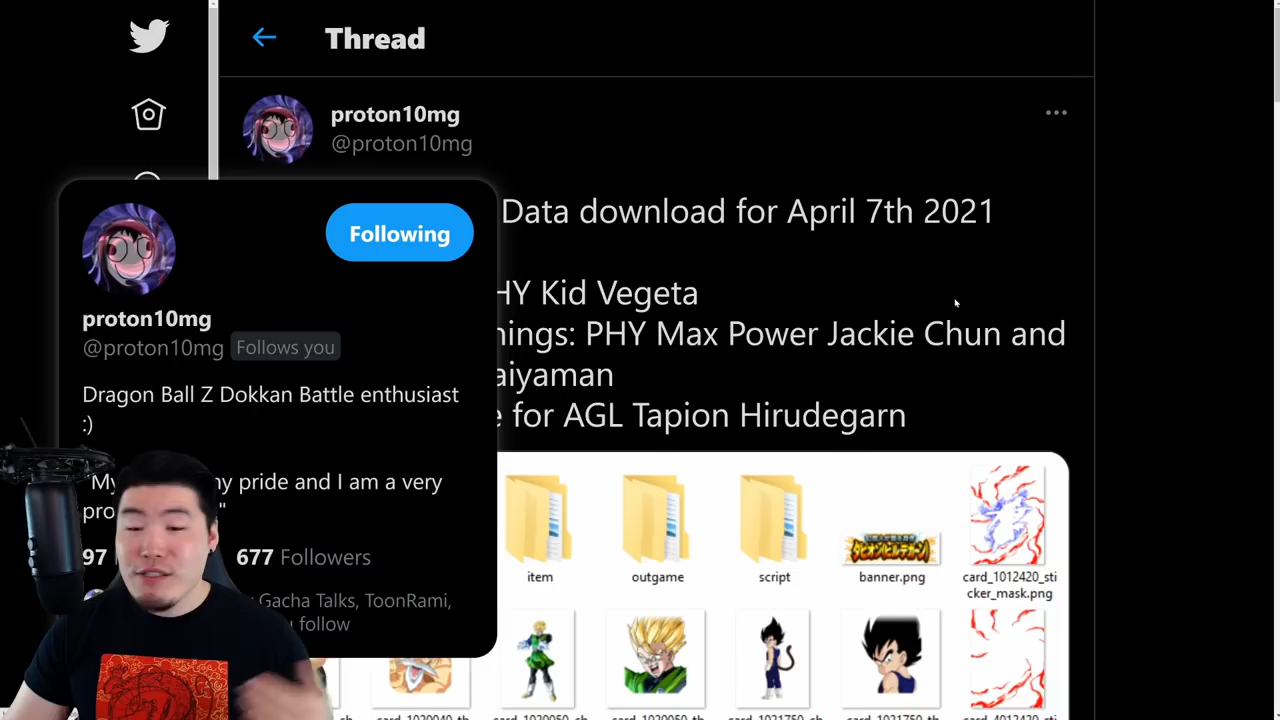 Thread
proton10mg
@proton10mg
Data download for April 7th 2021
HY Kid Vegeta
PHY Max Power Jackie Chun and
aiyaman
for AGL Tapion Hirudegarn
Following
proton10mg
@proton10mg Follows you
Dragon Ball Z Dokkan Battle enthusiast
:)
"My pride and I am a very
97 677 Followers
Gacha Talks, ToonRami,
follow
item outgame script banner.png card_1012420_sti
cker_mask.png